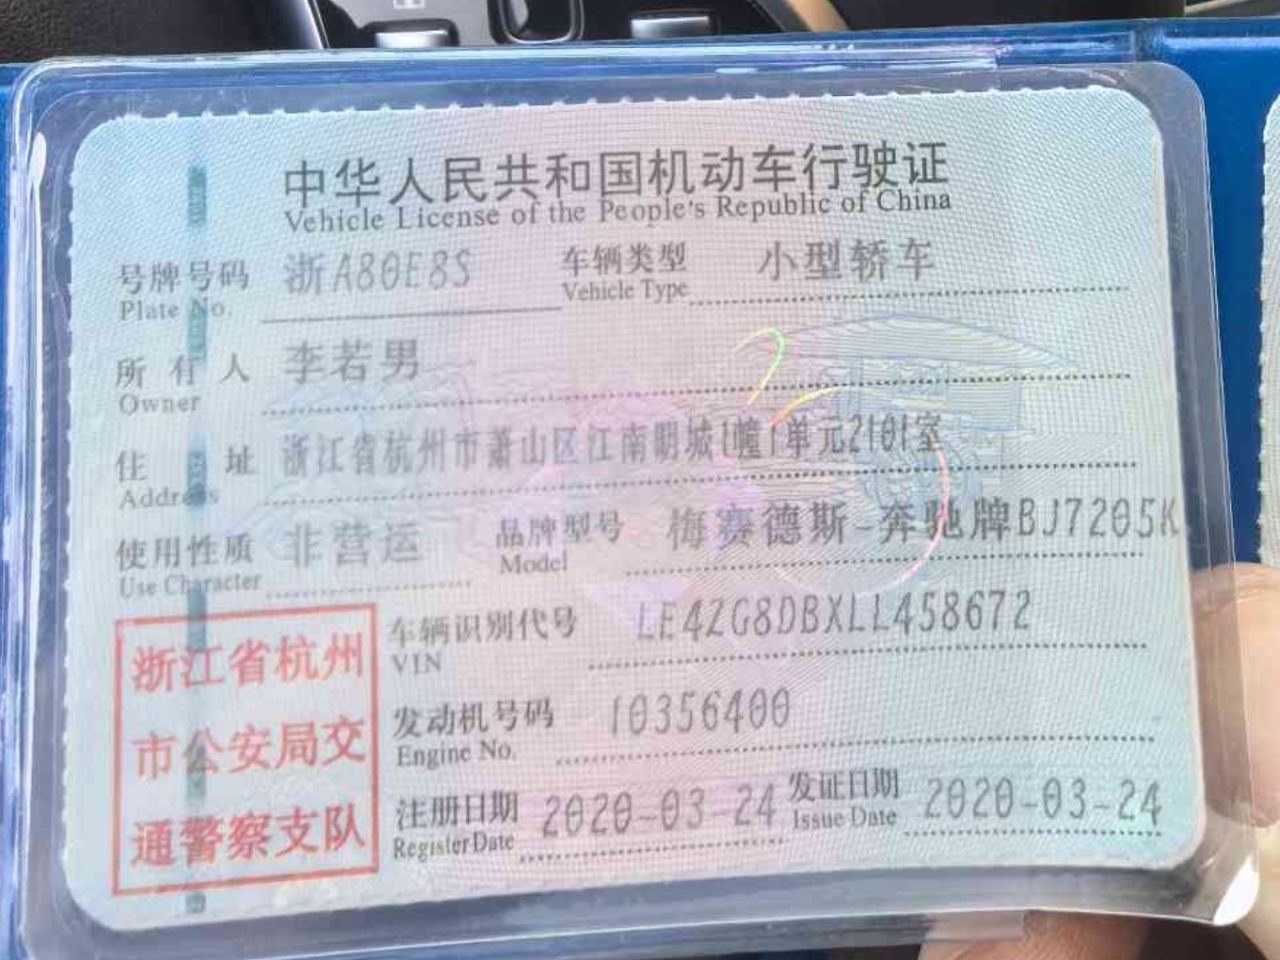 中华人民共和国机动车行驶证
Vehicle License of the People's Republic of China
号牌号码 浙A80E8S 车辆类型 小型轿车
Plate No. Vehicle Type
所有人 李若男
Owner
住址 浙江省杭州市萧山区江南明城1幢1单元2101室
Address
使用性质 非营运 品牌型号 梅赛德斯-奔驰牌BJ7205K
Use Character Model
浙江省杭州
市公安局交
通警察支队
车辆识别代号 LE4ZG8DBXLL458672
VIN
发动机号码 10356400
Engine No.
注册日期 2020-03-24 发证日期 2020-03-24
Register Date Issue Date